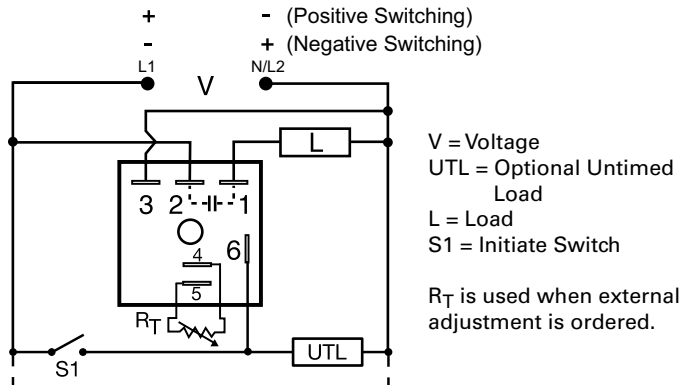 + - (Positive Switching)
- + (Negative Switching)
L1 N/L2
V
L
3 2 1
6
4
5
RT
S1
UTL
V = Voltage
UTL = Optional Untimed
Load
L = Load
S1 = Initiate Switch
RT is used when external
adjustment is ordered.